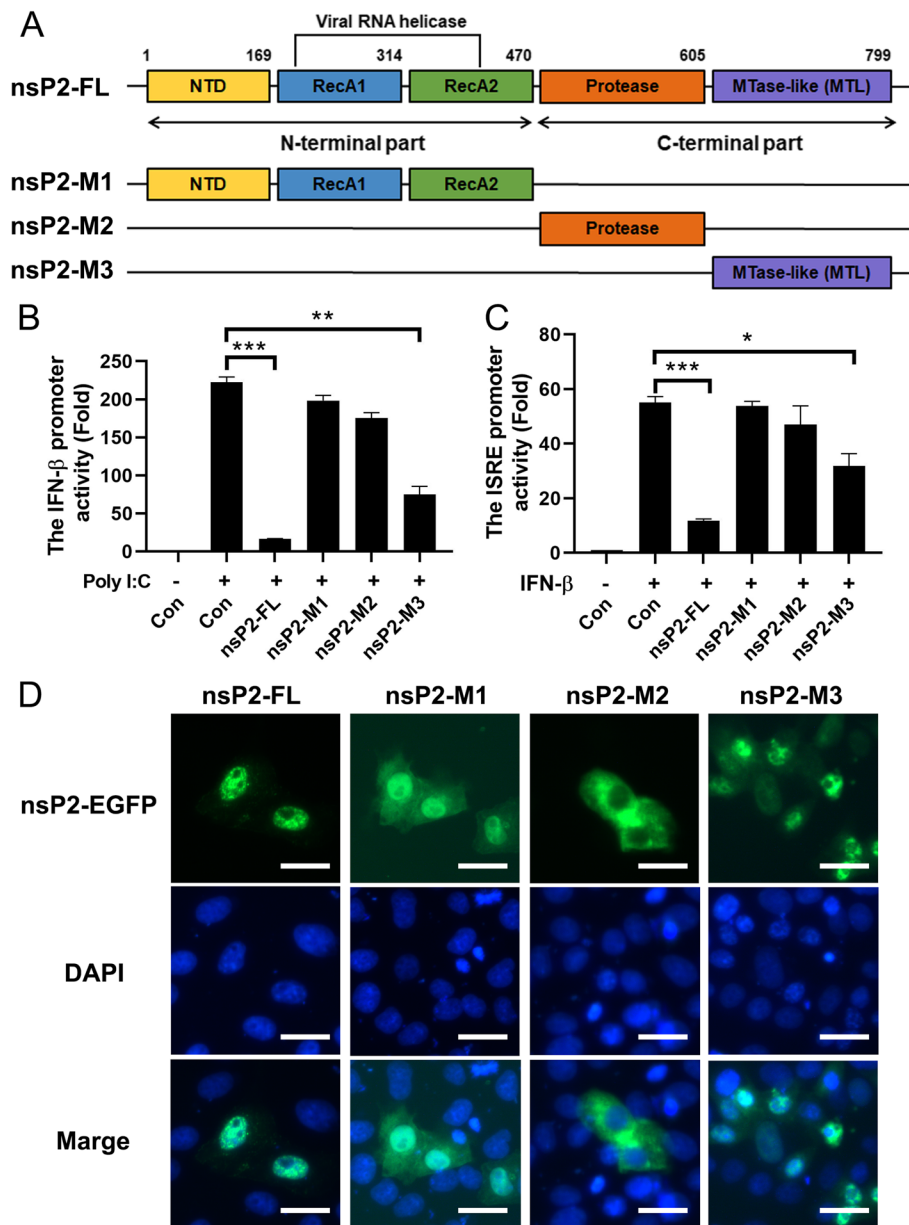 A
Viral RNA helicase
1 169 314 470 605 799
nsP2-FL NTD RecA1 RecA2 Protease MTase-like (MTL)
N-terminal part C-terminal part
nsP2-M1 NTD RecA1 RecA2
nsP2-M2 Protease
nsP2-M3 MTase-like (MTL)
B
The IFN-β promoter
activity (Fold)
250
200
150
100
50
0
**
***
Poly I:C - + + + + +
Con Con nsP2-FL nsP2-M1 nsP2-M2 nsP2-M3
C
The ISRE promoter
activity (Fold)
80
60
40
20
0
*
***
IFN-β - + + + + +
Con Con nsP2-FL nsP2-M1 nsP2-M2 nsP2-M3
D
nsP2-FL nsP2-M1 nsP2-M2 nsP2-M3
nsP2-EGFP
DAPI
Marge